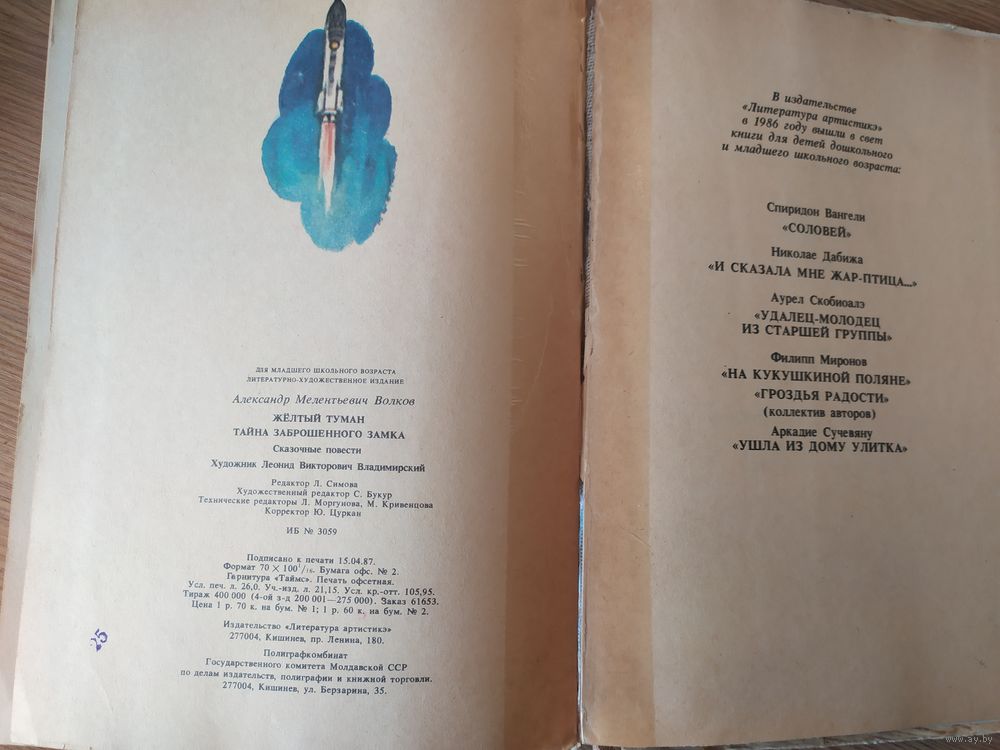 ДЛЯ МЛАДШЕГО ШКОЛЬНОГО ВОЗРАСТА
ЛИТЕРАТУРНО-ХУДОЖЕСТВЕННОЕ ИЗДАНИЕ
Александр Мелентьевич Волков
ЖЁЛТЫЙ ТУМАН
ТАЙНА ЗАБРОШЕННОГО ЗАМКА
Сказочные повести
Художник Леонид Викторович Владимирский
Редактор Л. Симова
Художественный редактор С. Букур
Технические редакторы Л. Моргунова, М. Кривенцова
Корректор Ю. Цуркан
ИБ № 3059
Подписано к печати 15.04.87.
Формат 70 × 100¹/₁₆. Бумага офс. № 2.
Гарнитура «Таймс». Печать офсетная.
Усл. печ. л. 26,0. Уч.-изд. л. 21,15. Усл. кр.-отт. 105,95.
Тираж 400 000 (4-ой з-д 200 001—275 000). Заказ 61653.
Цена 1 р. 70 к. на бум. № 1; 1 р. 60 к. на бум. № 2.
Издательство «Литература артистикэ»
277004, Кишинев, пр. Ленина, 180.
Полиграфкомбинат
Государственного комитета Молдавской ССР
по делам издательств, полиграфии и книжной торговли.
277004, Кишинев, ул. Берзарина, 35.
25
В издательстве
«Литература артистикэ»
в 1986 году вышли в свет
книги для детей дошкольного
и младшего школьного возраста:
Спиридон Вангели
«СОЛОВЕЙ»
Николае Дабижа
«И СКАЗАЛА МНЕ ЖАР-ПТИЦА...»
Аурел Скобиоалэ
«УДАЛЕЦ-МОЛОДЕЦ
ИЗ СТАРШЕЙ ГРУППЫ»
Филипп Миронов
«НА КУКУШКИНОЙ ПОЛЯНЕ»
«ГРОЗДЬЯ РАДОСТИ»
(коллектив авторов)
Аркадие Сучевяну
«УШЛА ИЗ ДОМУ УЛИТКА»
www.ay.by